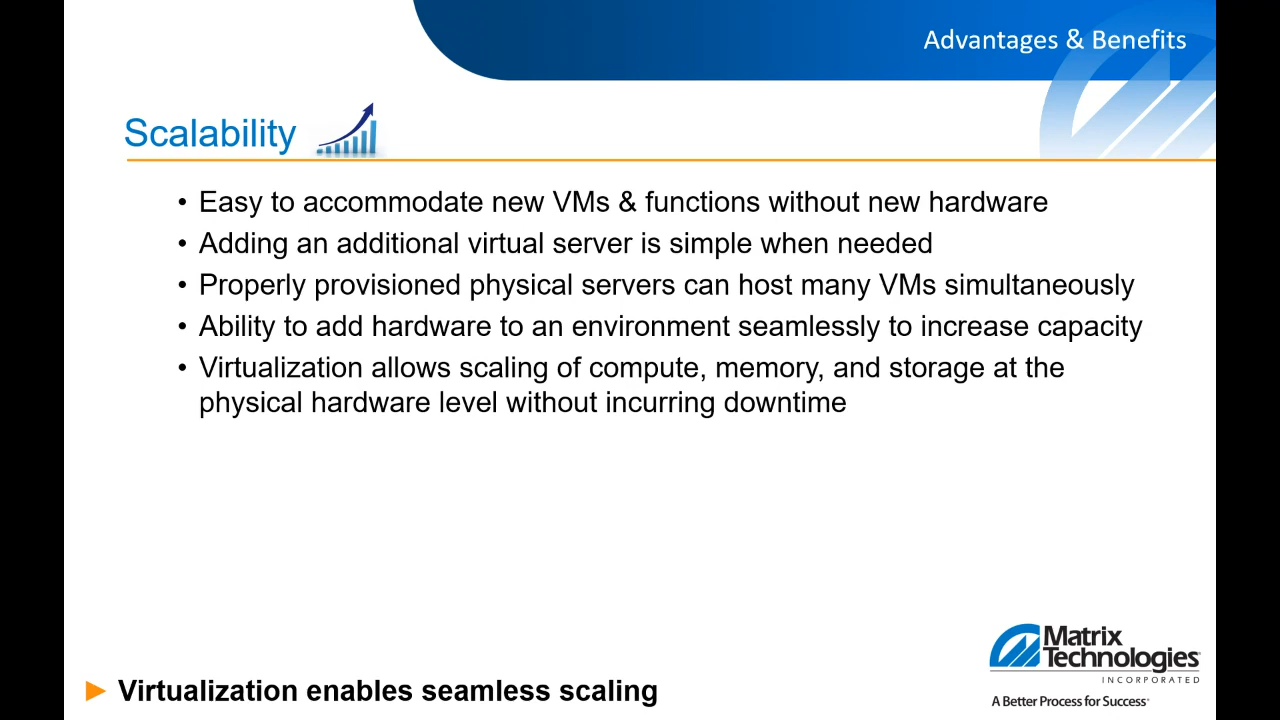 Advantages & Benefits
Scalability
• Easy to accommodate new VMs & functions without new hardware
• Adding an additional virtual server is simple when needed
• Properly provisioned physical servers can host many VMs simultaneously
• Ability to add hardware to an environment seamlessly to increase capacity
• Virtualization allows scaling of compute, memory, and storage at the
physical hardware level without incurring downtime
Matrix
Technologies
INCORPORATED
A Better Process for Success
► Virtualization enables seamless scaling